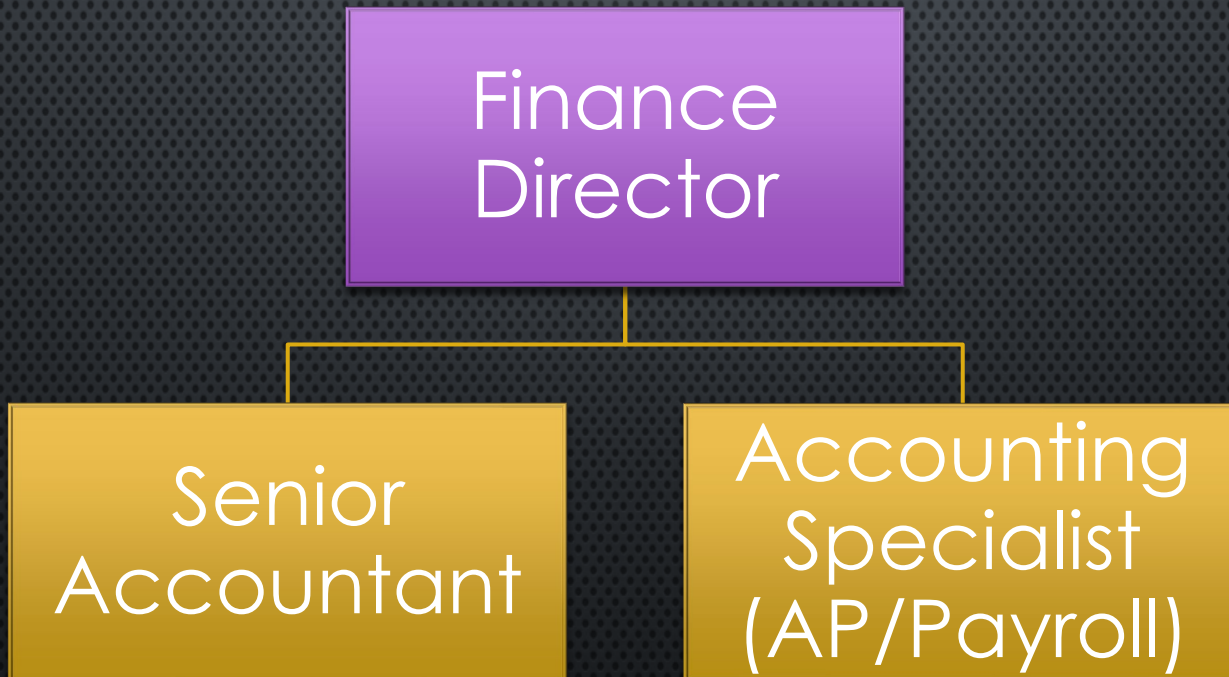 Finance
Director
Senior
Accountant
Accounting
Specialist
(AP/Payroll)